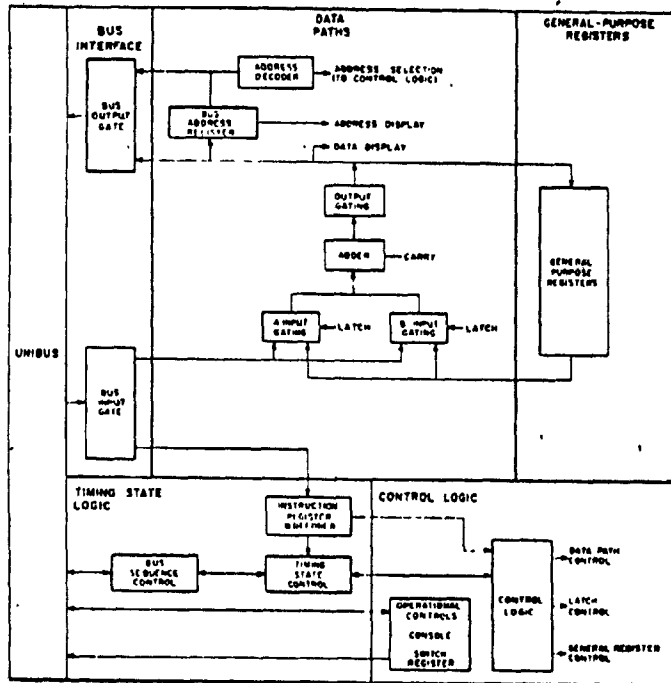 BUS
INTERFACE
DATA
PATHS
GENERAL-PURPOSE
REGISTERS
ADDRESS
DECODER
ADDRESS SELECTION
(TO CONTROL LOGIC)
BUS
OUTPUT
GATE
BUS
ADDRESS
REGISTER
ADDRESS DISPLAY
DATA DISPLAY
OUTPUT
GATING
ADDER
CARRY
GENERAL
PURPOSE
REGISTERS
A INPUT
GATING
LATCH
B INPUT
GATING
LATCH
UNIBUS
BUS
INPUT
GATE
TIMING STATE
LOGIC
CONTROL LOGIC
INSTRUCTION
REGISTER
BUS
SEQUENCE
CONTROL
TIMING
STATE
CONTROL
OPERATIONAL
CONTROLS
CONSOLE
SWITCH
REGISTER
CONTROL
LOGIC
DATA PATH
CONTROL
LATCH
CONTROL
GENERAL REGISTER
CONTROL